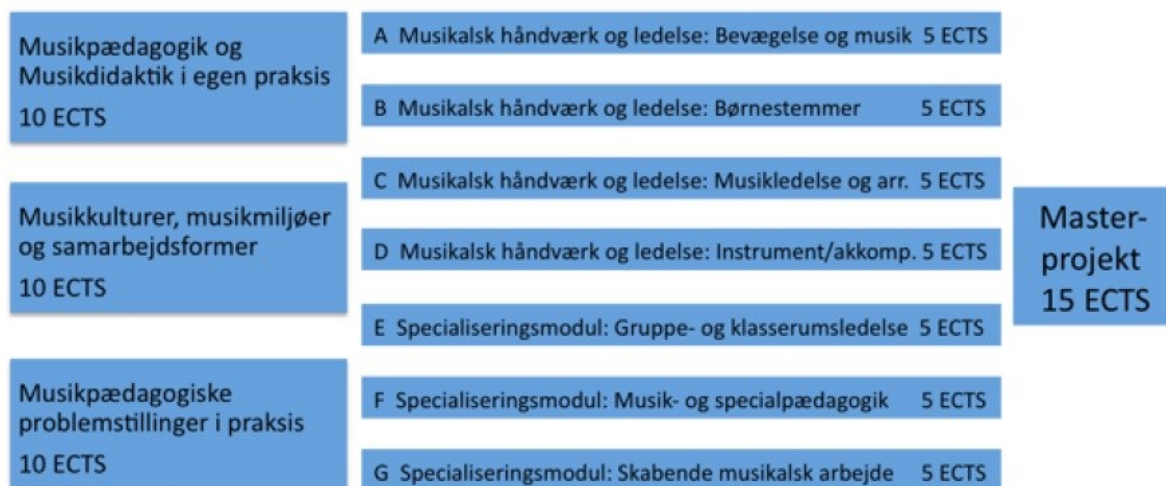 Musikpædagogik og
Musikdidaktik i egen praksis
10 ECTS
Musikkulturer, musikmiljøer
og samarbejdsformer
10 ECTS
Musikpædagogiske
problemstillinger i praksis
10 ECTS
A Musikalsk håndværk og ledelse: Bevægelse og musik 5 ECTS
B Musikalsk håndværk og ledelse: Børnestemmer 5 ECTS
C Musikalsk håndværk og ledelse: Musikledelse og arr. 5 ECTS
D Musikalsk håndværk og ledelse: Instrument/akkomp. 5 ECTS
E Specialiseringsmodul: Gruppe- og klasserumsledelse 5 ECTS
F Specialiseringsmodul: Musik- og specialpædagogik 5 ECTS
G Specialiseringsmodul: Skabende musikalsk arbejde 5 ECTS
Master-
projekt
15 ECTS